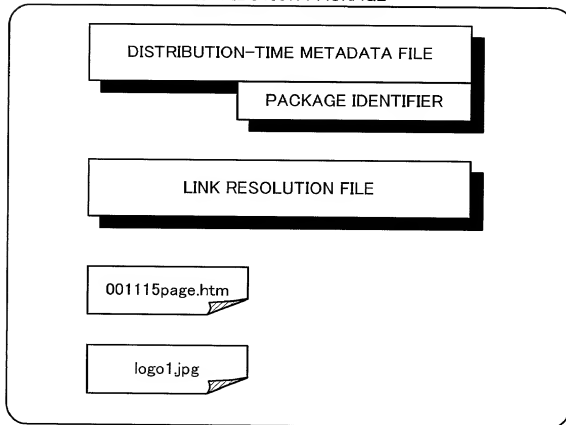 DISTRIBUTION-TIME METADATA FILE
PACKAGE IDENTIFIER
LINK RESOLUTION FILE
001115page.htm
logo1.jpg